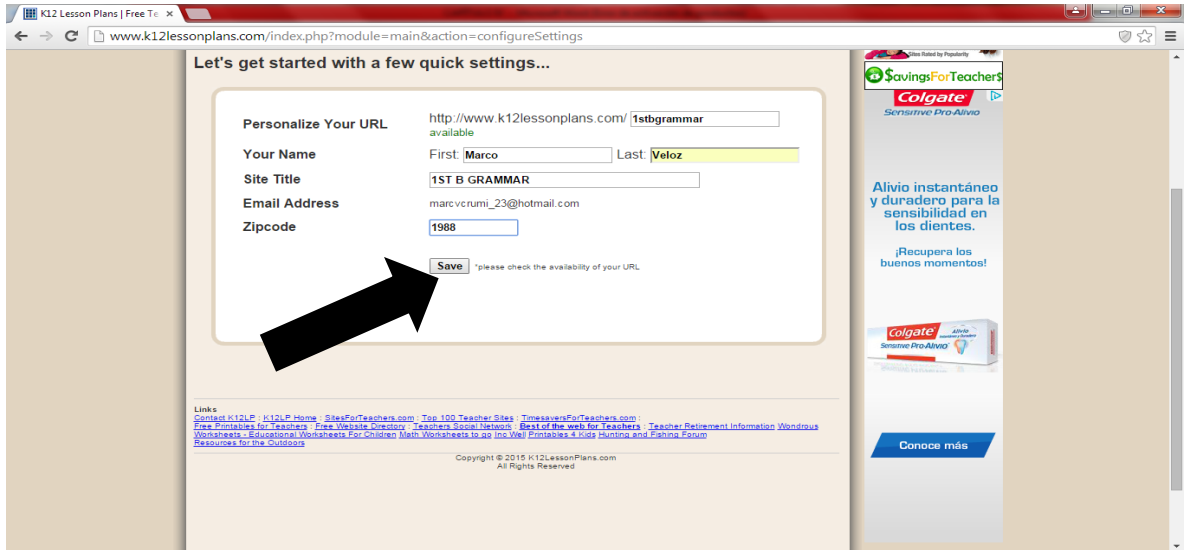 K12 Lesson Plans | Free Te
www.k12lessonplans.com/index.php?module=main&action=configureSettings
Let's get started with a few quick settings...
Personalize Your URL http://www.k12lessonplans.com/ 1stbgrammar
available
Your Name First: Marco Last: Veloz
Site Title 1ST B GRAMMAR
Email Address marcvcrumi_23@hotmail.com
Zipcode 1988
Save *please check the availability of your URL
Links
Contact K12LP : K12LP Home : SitesForTeachers.com : Top 100 Teacher Sites : TimesaversForTeachers.com :
Free Printables for Teachers : Free Website Directory : Teachers Social Network : Best of the web for Teachers : Teacher Retirement Information Wondrous
Worksheets - Educational Worksheets For Children Math Worksheets to go Inc Well Printables 4 Kids Hunting and Fishing Forum
Resources for the Outdoors
Copyright © 2015 K12LessonPlans.com
All Rights Reserved
Sites Rated by Popularity
$avingsForTeacher$
Colgate
Sensitive Pro-Alivio
Alivio instantáneo
y duradero para la
sensibilidad en
los dientes.
¡Recupera los
buenos momentos!
Colgate Alivio
Sensitive Pro-Alivio
Conoce más